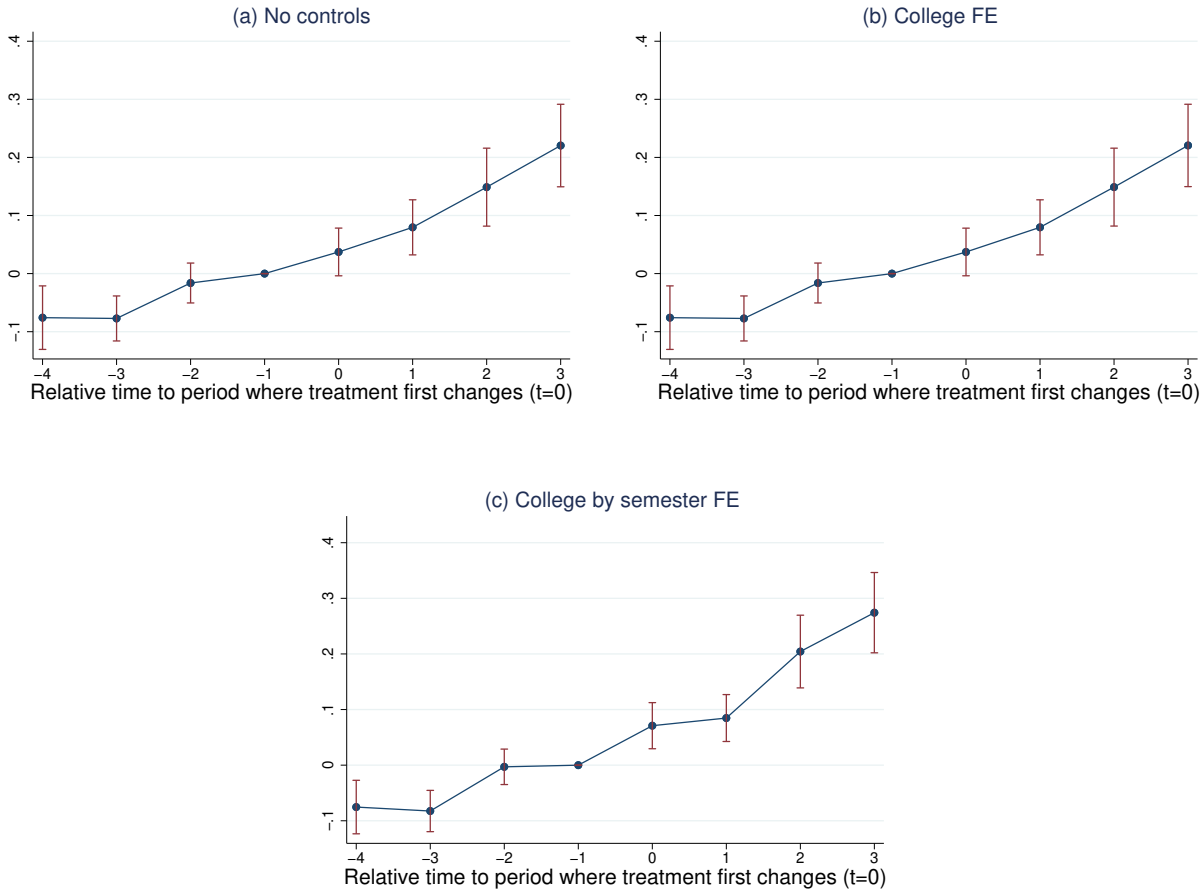 (a) No controls
.4
.3
.2
.1
0
-.1
−4 −3 −2 −1 0 1 2 3
Relative time to period where treatment first changes (t=0)
(b) College FE
.4
.3
.2
.1
0
-.1
−4 −3 −2 −1 0 1 2 3
Relative time to period where treatment first changes (t=0)
(c) College by semester FE
.4
.3
.2
.1
0
-.1
−4 −3 −2 −1 0 1 2 3
Relative time to period where treatment first changes (t=0)